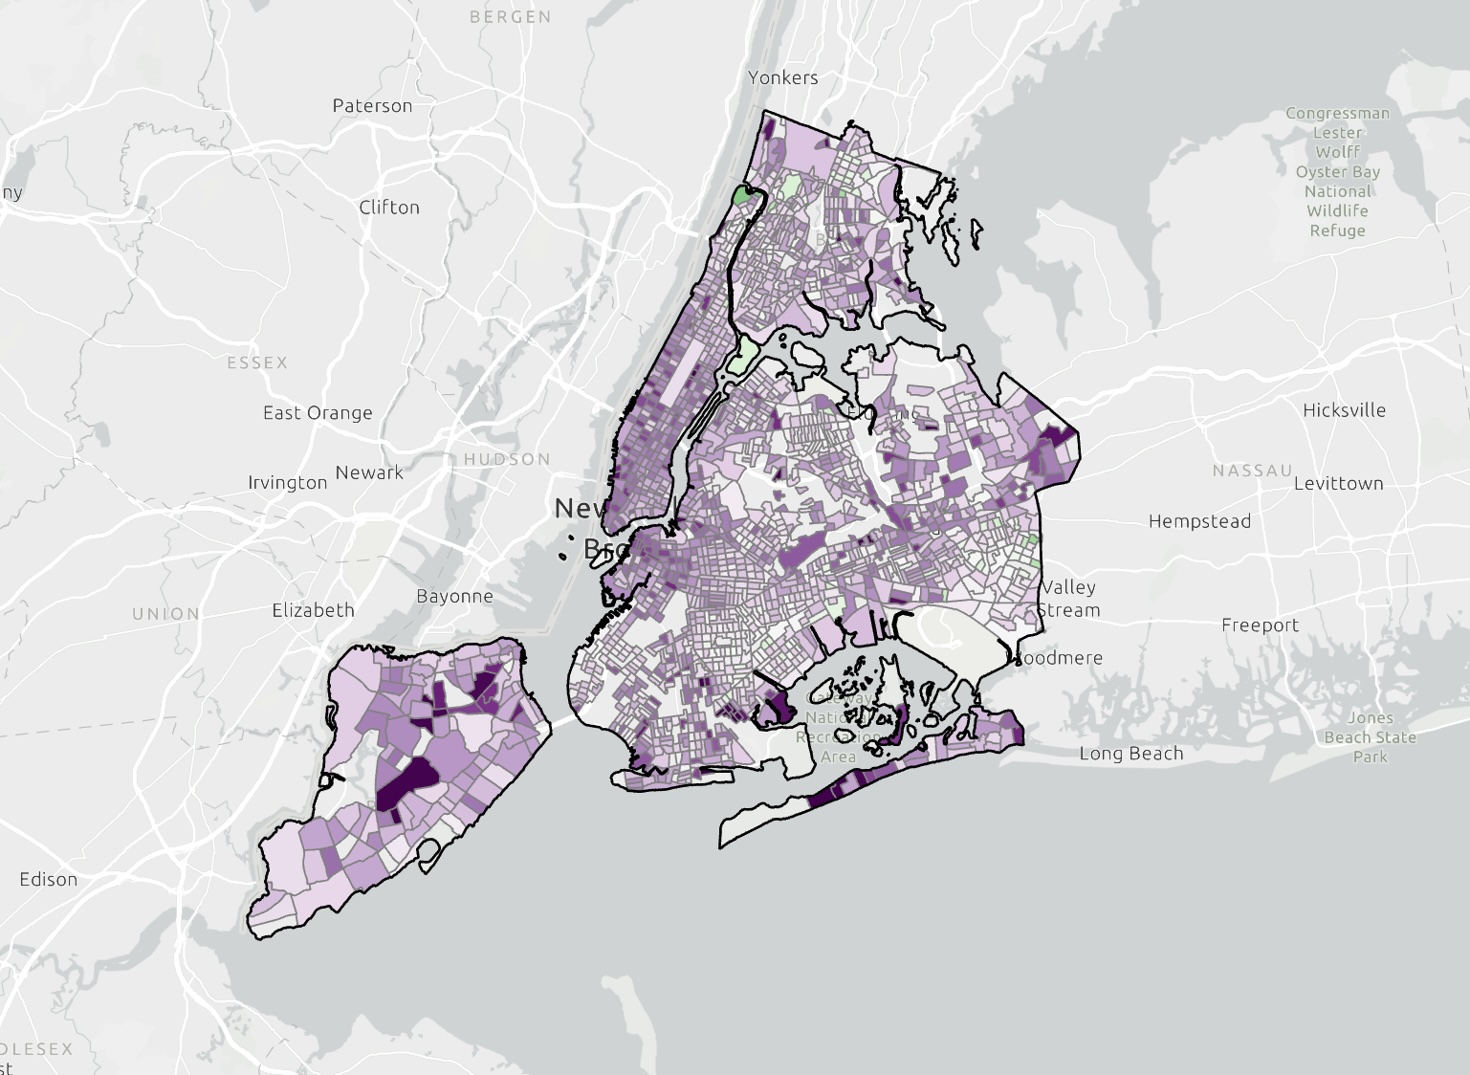 BERGEN
Yonkers
Paterson
Congressman
Lester
Wolff
Oyster Bay
National
Wildlife
Refuge
ny
Clifton
ESSEX
East Orange
Hicksville
HUDSON
Irvington
Newark
NASSAU
Levittown
New
Hempstead
Bro
Valley
Stream
UNION
Elizabeth
Bayonne
Freeport
oodmere
Gateway
National
Recreation
Area
Long Beach
Jones
Beach State
Park
Edison
DLESEX
st